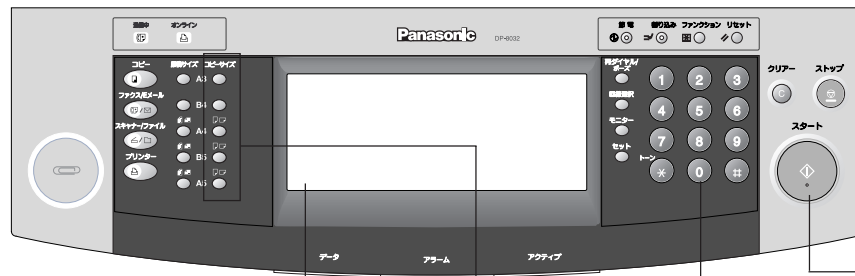 通信中 オンライン
Panasonic DP-8032
節電 割り込み ファンクション リセット
コピー 原稿サイズ コピーサイズ
A3
ファクス/Eメール
B4
スキャナー/ファイル
A4
プリンター
B5
A5
再ダイヤル/
ポーズ
回線選択
モニター
セット
トーン
1 2 3
4 5 6
7 8 9
* 0 #
クリアー ストップ
C
スタート
データ アラーム アクティブ